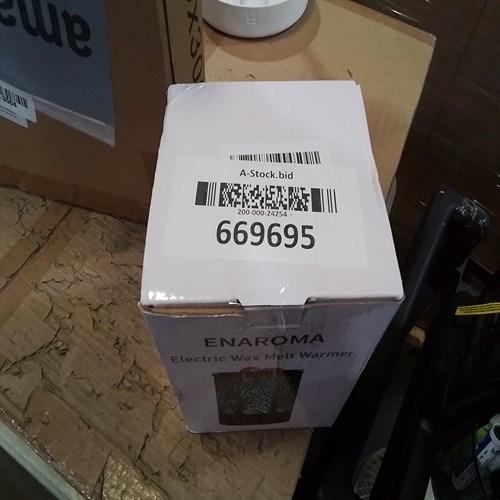 A-Stock.bid
200-000-24254 -
669695
ENAROMA
Electric Wax Melt Warmer